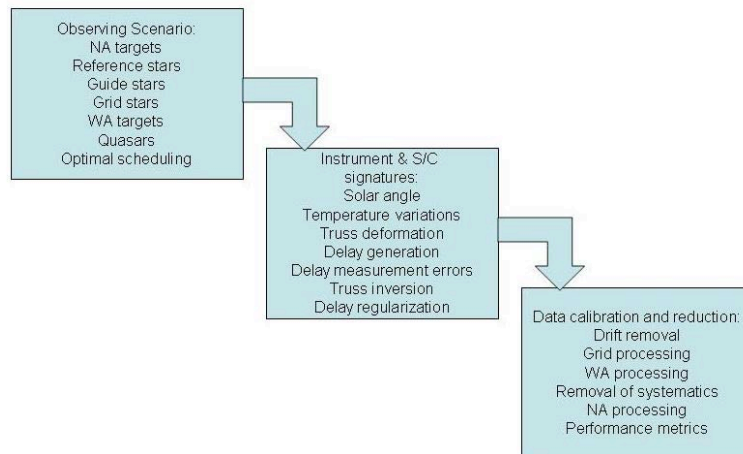 Observing Scenario:
NA targets
Reference stars
Guide stars
Grid stars
WA targets
Quasars
Optimal scheduling
Instrument & S/C
signatures:
Solar angle
Temperature variations
Truss deformation
Delay generation
Delay measurement errors
Truss inversion
Delay regularization
Data calibration and reduction:
Drift removal
Grid processing
WA processing
Removal of systematics
NA processing
Performance metrics